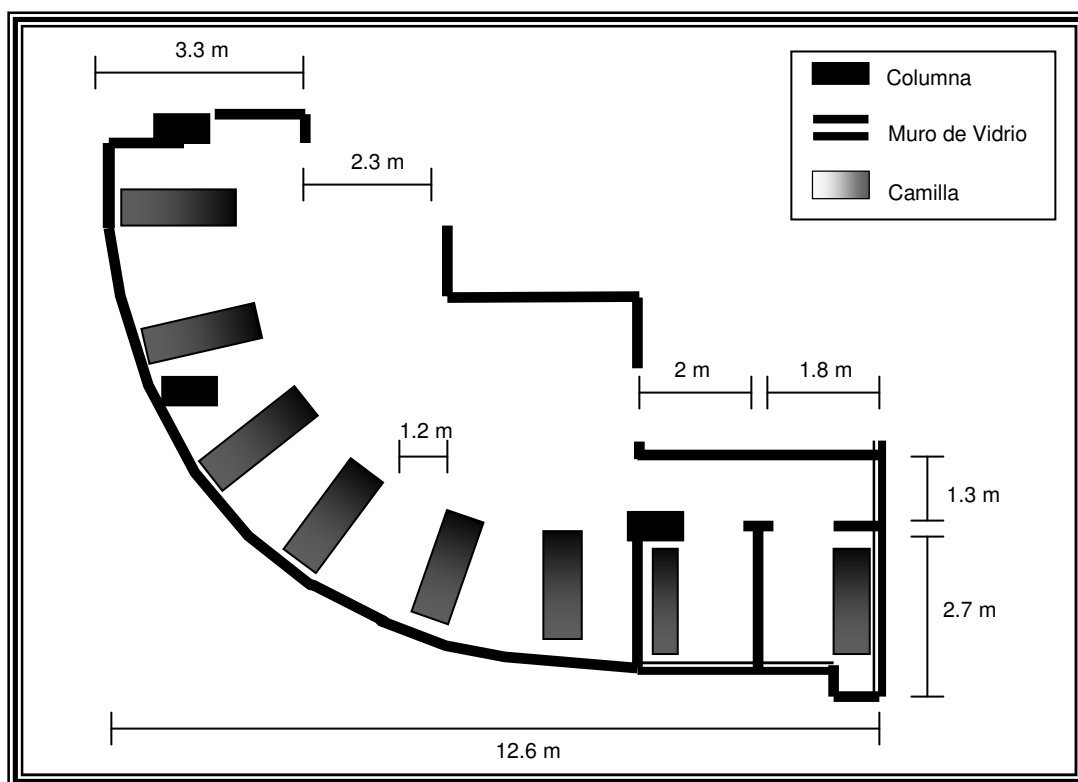 3.3 m
Columna
Muro de Vidrio
Camilla
2.3 m
2 m
1.8 m
1.2 m
1.3 m
2.7 m
12.6 m